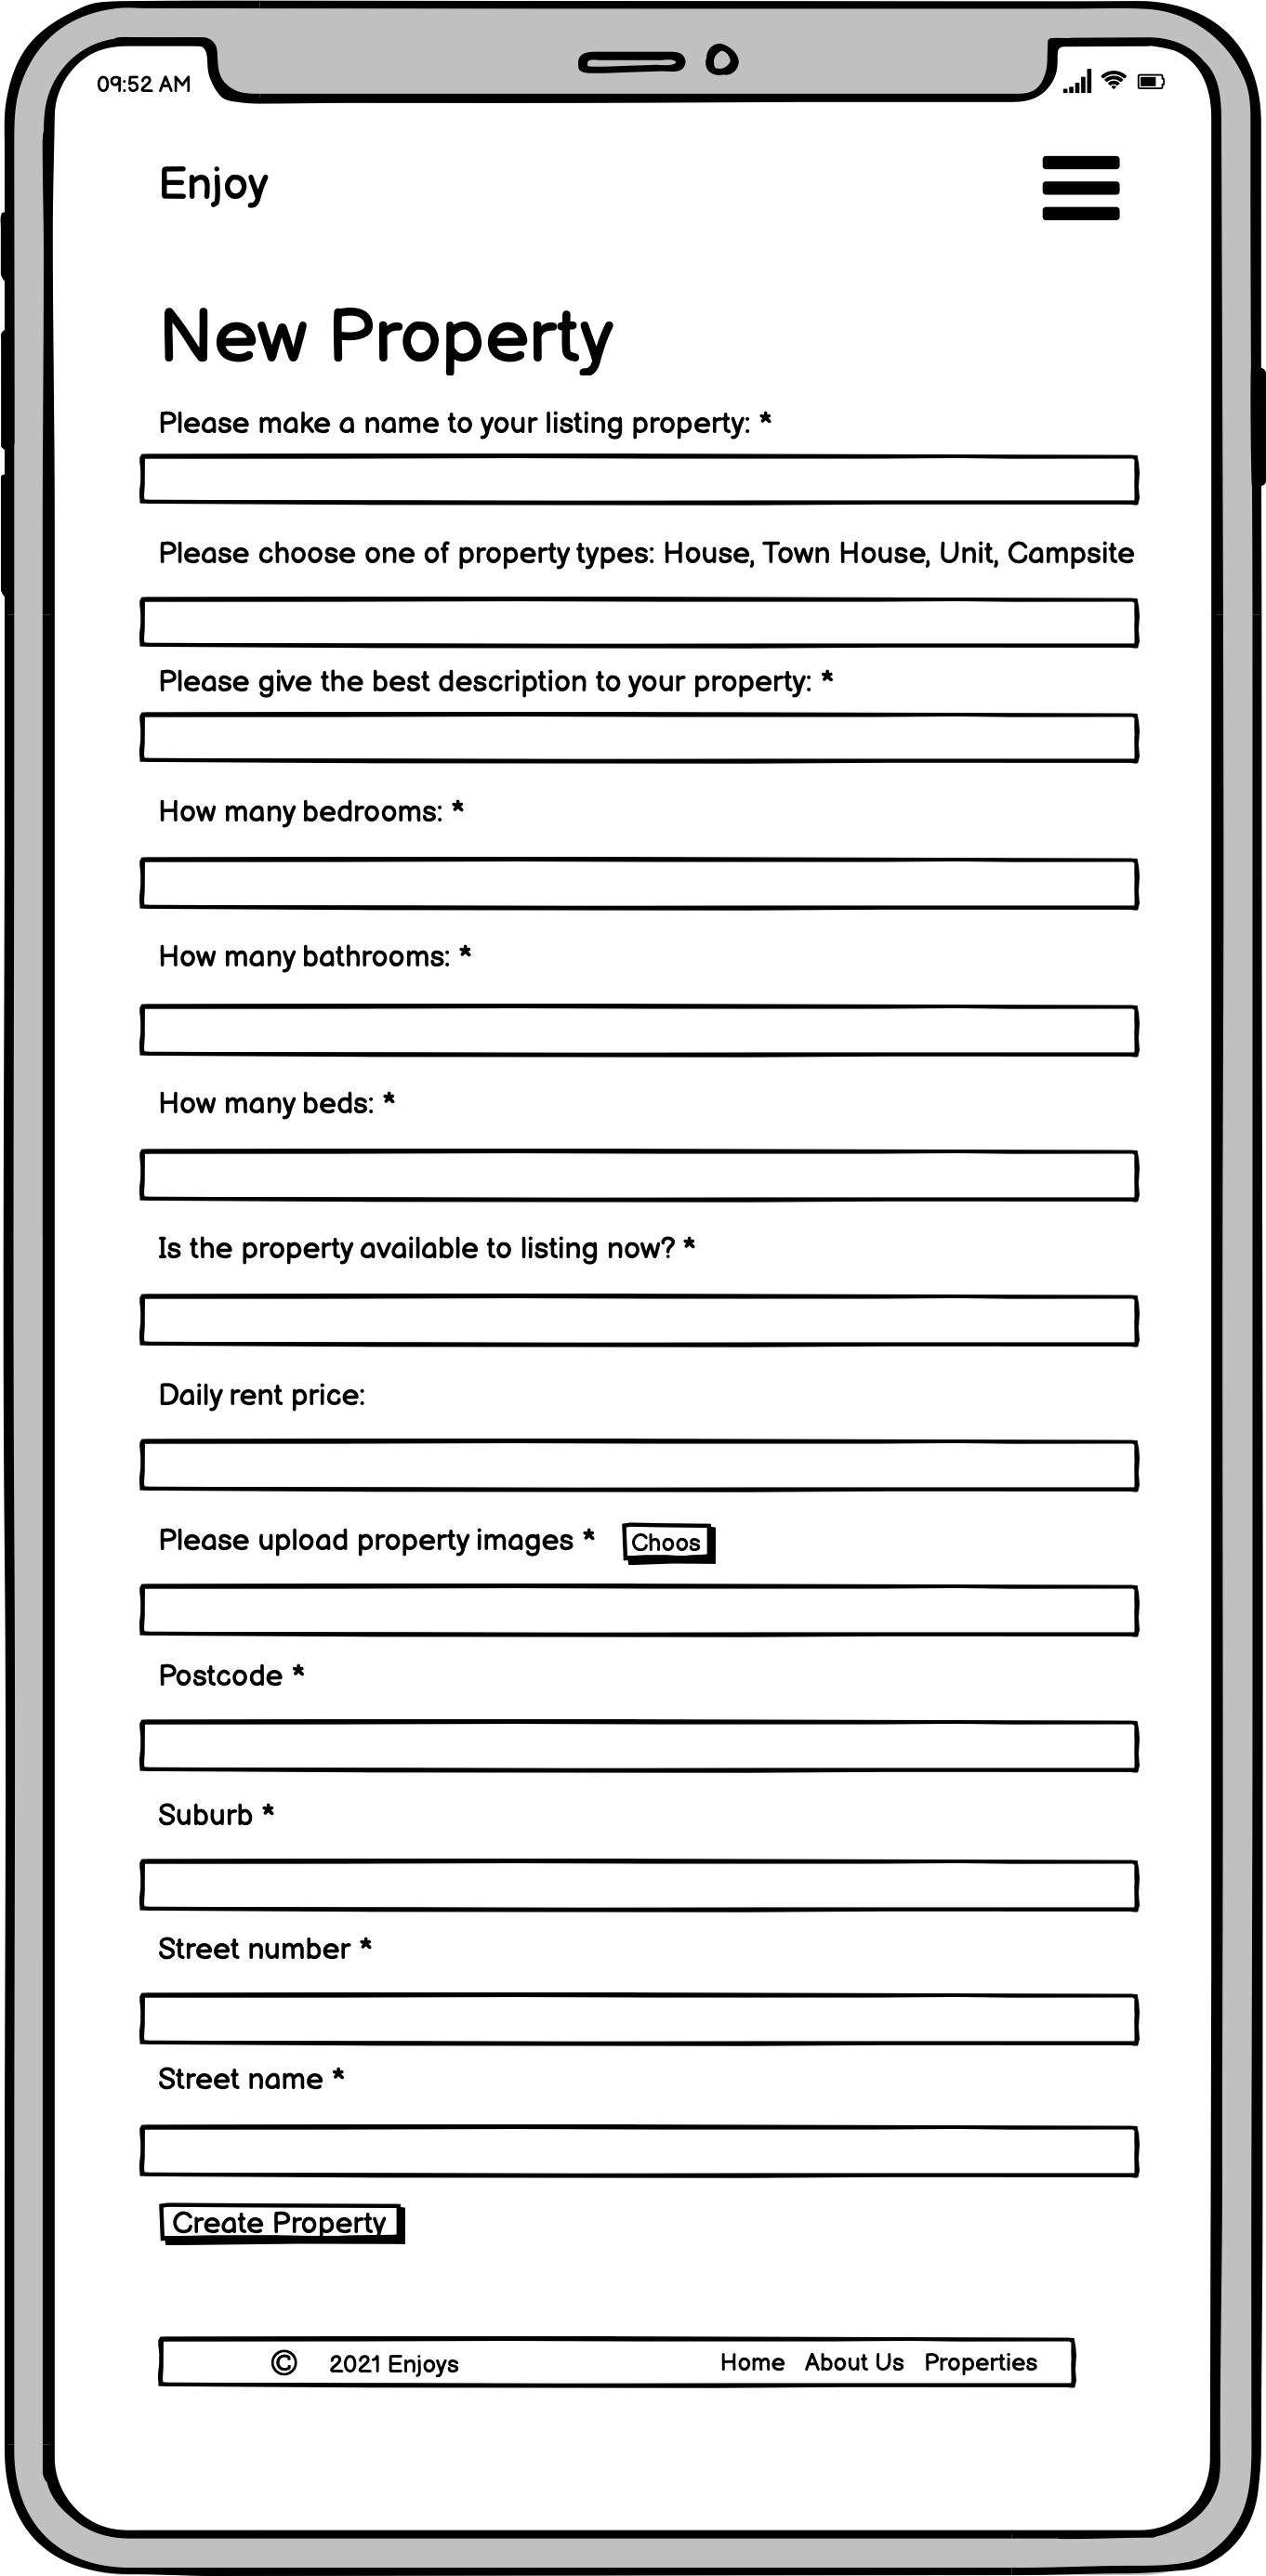 09:52 AM
Enjoy
New Property
Please make a name to your listing property: *
Please choose one of property types: House, Town House, Unit, Campsite
Please give the best description to your property: *
How many bedrooms: *
How many bathrooms: *
How many beds: *
Is the property available to listing now? *
Daily rent price:
Please upload property images * Choos
Postcode *
Suburb *
Street number *
Street name *
Create Property
© 2021 Enjoys Home About Us Properties